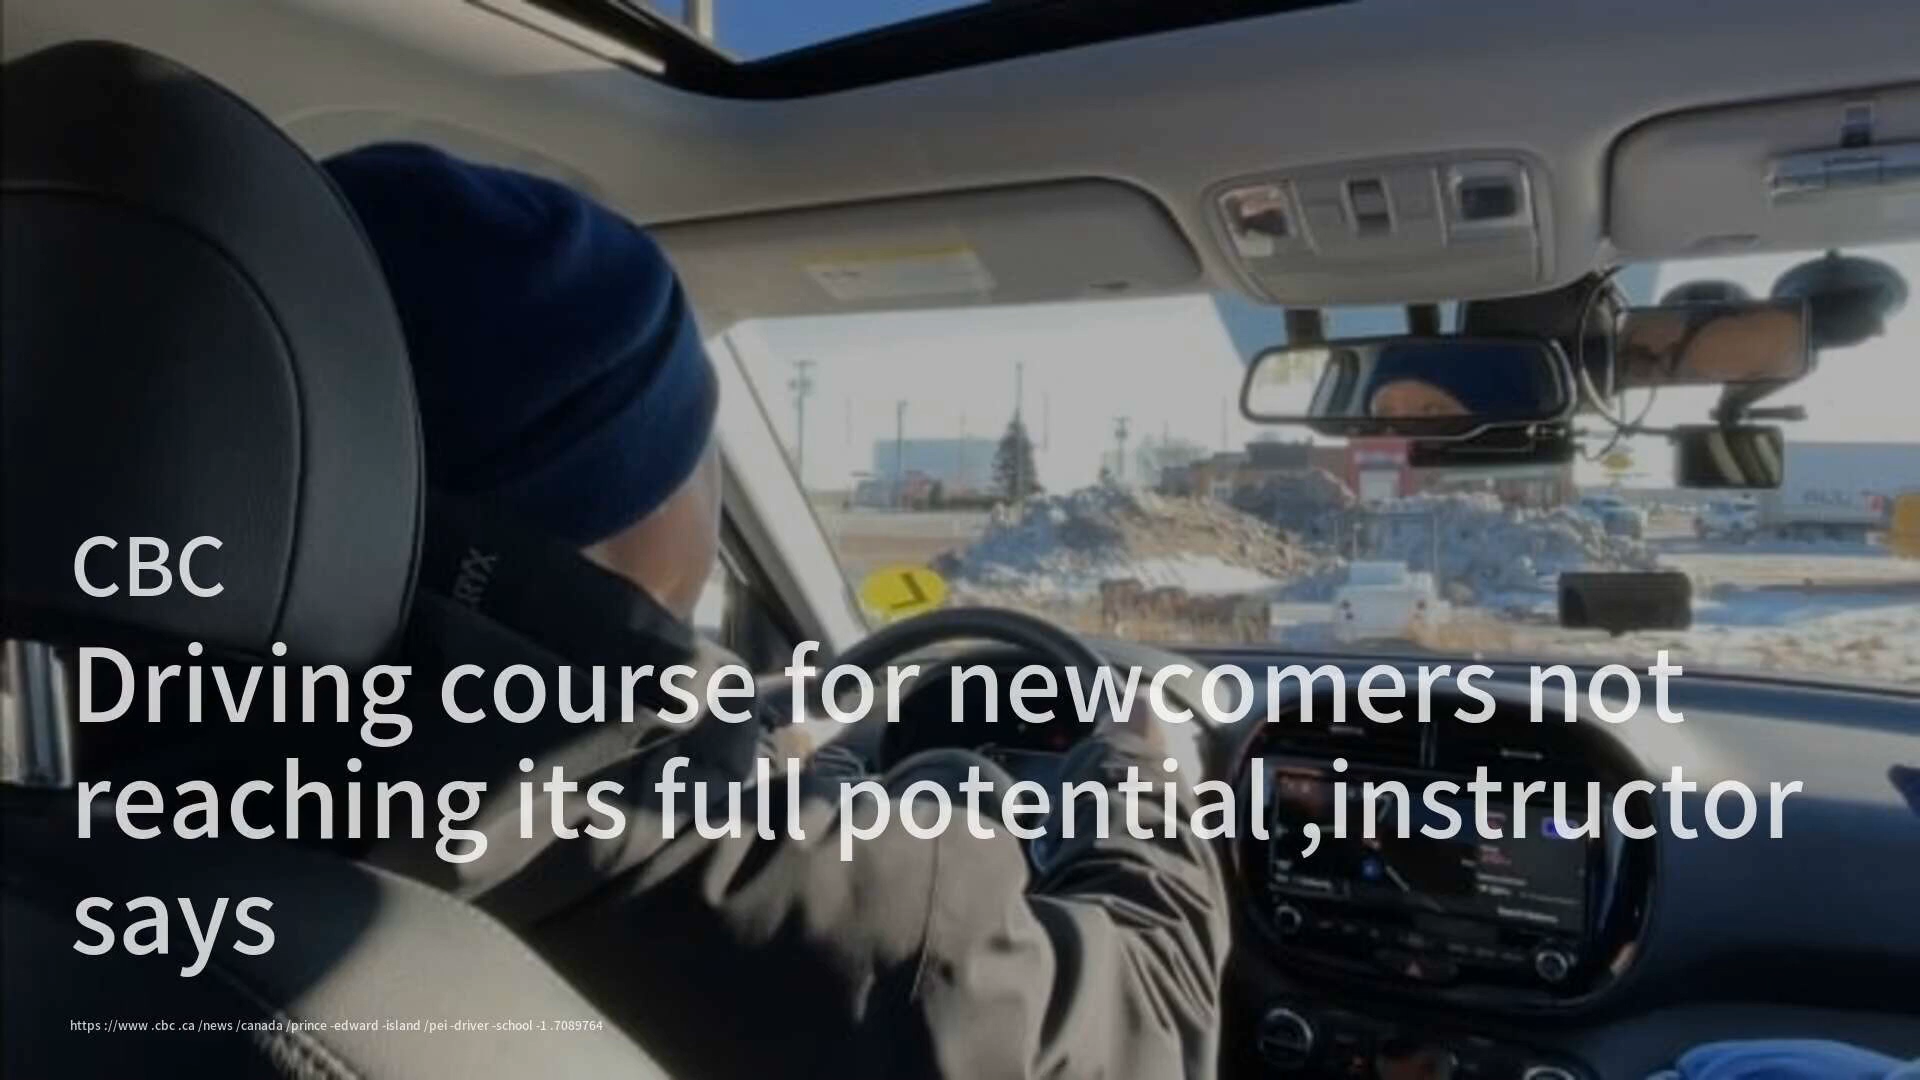 CBC
Driving course for newcomers not
reaching its full potential ,instructor
says
https ://www .cbc .ca /news /canada /prince -edward -island /pei -driver -school -1 .7089764
RYX
L